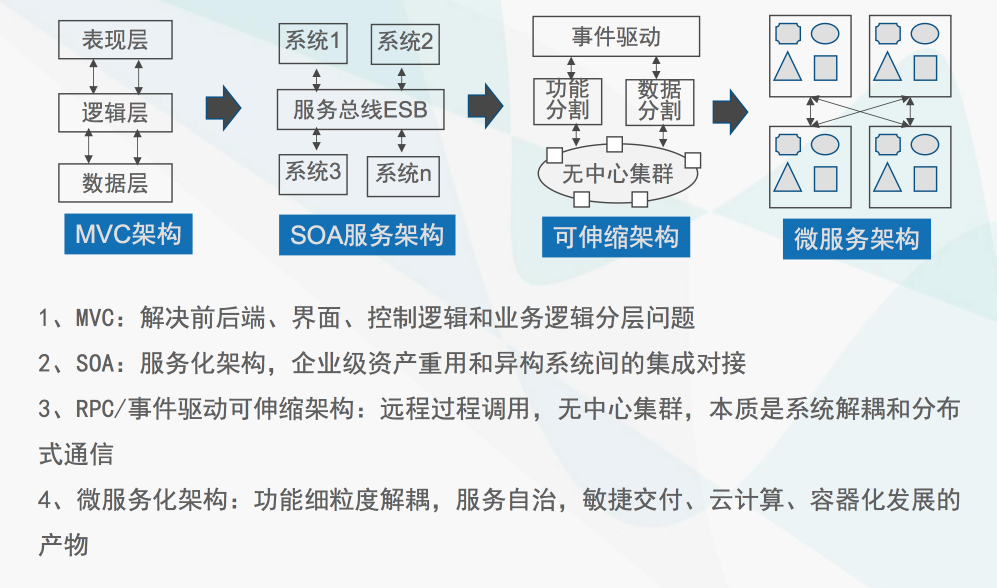 表现层
逻辑层
数据层
MVC架构
系统1
系统2
服务总线ESB
系统3
系统n
SOA服务架构
事件驱动
功能
分割
数据
分割
无中心集群
可伸缩架构
微服务架构
1、MVC：解决前后端、界面、控制逻辑和业务逻辑分层问题
2、SOA：服务化架构，企业级资产重用和异构系统间的集成对接
3、RPC/事件驱动可伸缩架构：远程过程调用，无中心集群，本质是系统解耦和分布
式通信
4、微服务化架构：功能细粒度解耦，服务自治，敏捷交付、云计算、容器化发展的
产物